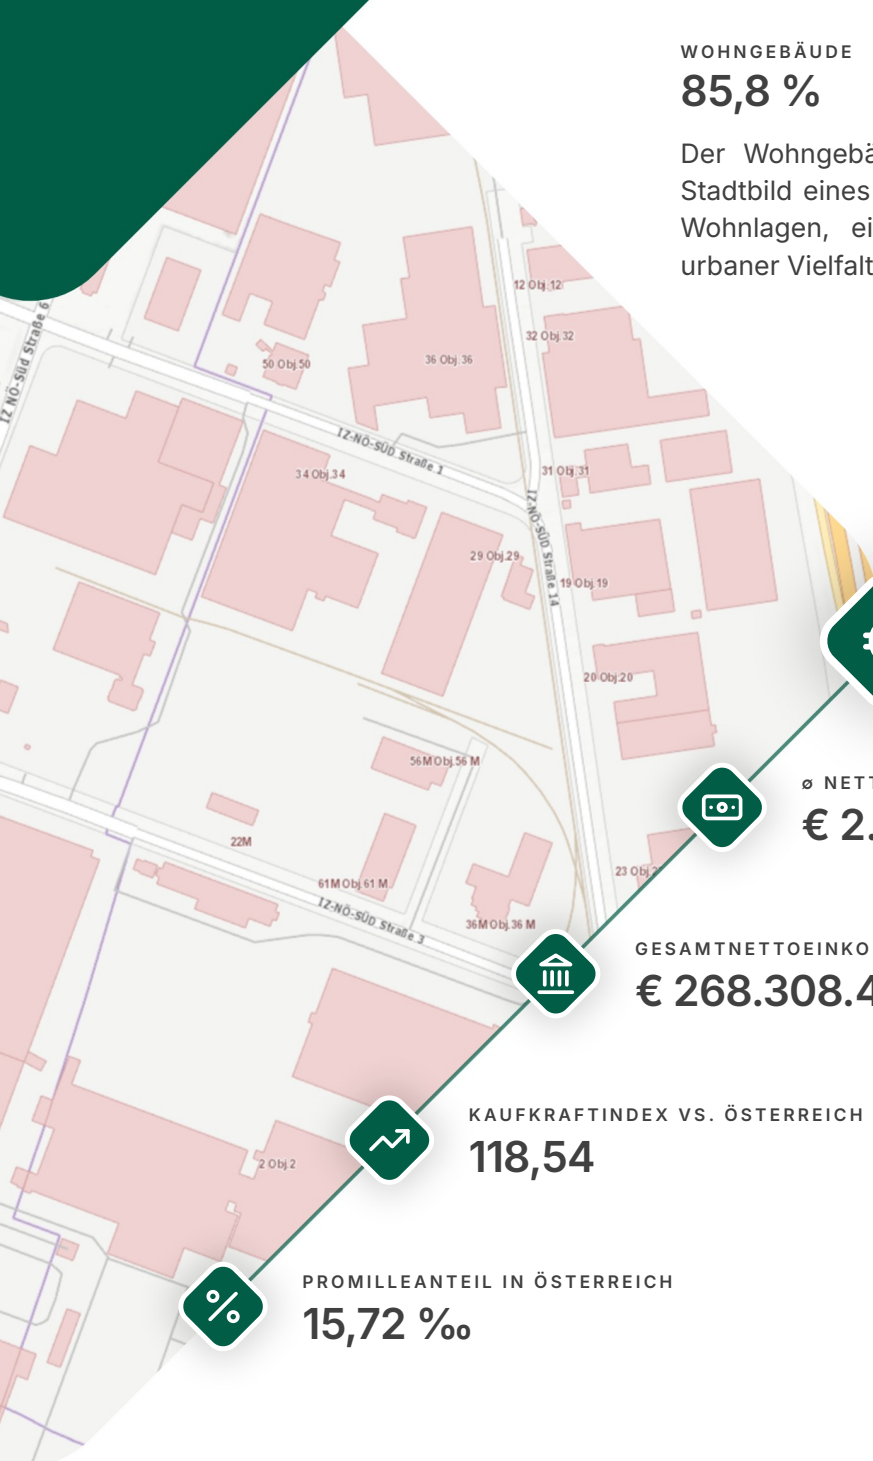 WOHNGEBÄUDE
85,8 %
Der Wohngebä
Stadtbild eines
Wohnlagen, ei
urbaner Vielfalt
12 Obj.12
32 Obj.32
IZ NÖ-Süd Straße 6
50 Obj.50
36 Obj.36
IZ-NÖ-SÜD Straße 1
34 Obj.34
31 Obj.31
IZ-NÖ-SÜD Straße 14
29 Obj.29
19 Obj.19
20 Obj.20
56M Obj.56 M
ø NETT
€ 2.
22M
61M Obj.61 M
23 Obj.2
IZ-NÖ-SÜD Straße 3
36M Obj.36 M
GESAMTNETTOEINKO
€ 268.308.4
KAUFKRAFTINDEX VS. ÖSTERREICH
118,54
2 Obj.2
PROMILLEANTEIL IN ÖSTERREICH
15,72 ‰